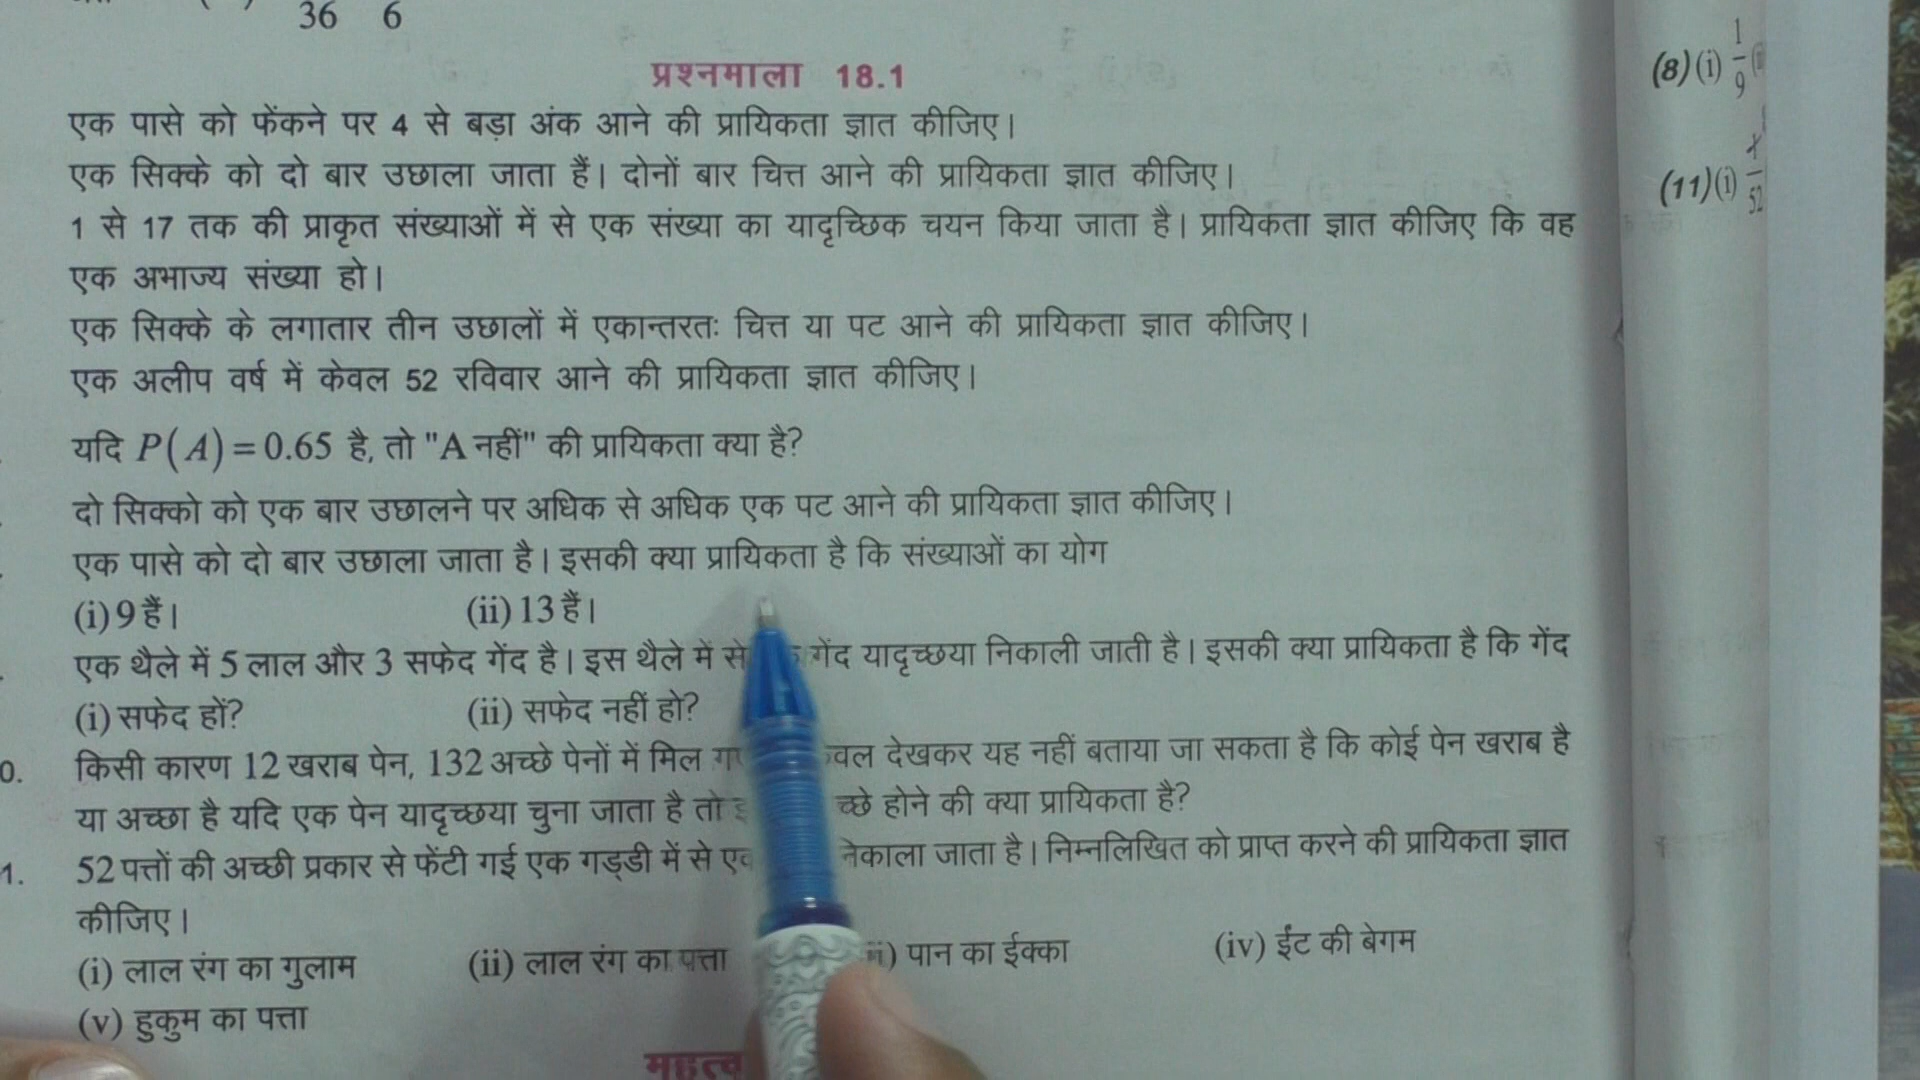 36 6
प्रश्नमाला 18.1
एक पासे को फेंकने पर 4 से बड़ा अंक आने की प्रायिकता ज्ञात कीजिए।
एक सिक्के को दो बार उछाला जाता हैं। दोनों बार चित्त आने की प्रायिकता ज्ञात कीजिए।
1 से 17 तक की प्राकृत संख्याओं में से एक संख्या का यादृच्छिक चयन किया जाता है। प्रायिकता ज्ञात कीजिए कि वह
एक अभाज्य संख्या हो।
एक सिक्के के लगातार तीन उछालों में एकान्तरतः चित्त या पट आने की प्रायिकता ज्ञात कीजिए।
एक अलीप वर्ष में केवल 52 रविवार आने की प्रायिकता ज्ञात कीजिए।
यदि P(A)=0.65 है, तो "A नहीं" की प्रायिकता क्या है?
दो सिक्को को एक बार उछालने पर अधिक से अधिक एक पट आने की प्रायिकता ज्ञात कीजिए।
एक पासे को दो बार उछाला जाता है। इसकी क्या प्रायिकता है कि संख्याओं का योग
(i) 9 हैं। (ii) 13 हैं।
एक थैले में 5 लाल और 3 सफेद गेंद है। इस थैले में से गेंद यादृच्छया निकाली जाती है। इसकी क्या प्रायिकता है कि गेंद
(i) सफेद हों? (ii) सफेद नहीं हो?
0. किसी कारण 12 खराब पेन, 132 अच्छे पेनों में मिल देखकर यह नहीं बताया जा सकता है कि कोई पेन खराब है
या अच्छा है यदि एक पेन यादृच्छया चुना जाता है तो होने की क्या प्रायिकता है?
1. 52 पत्तों की अच्छी प्रकार से फेंटी गई एक गड्डी में से जाता है। निम्नलिखित को प्राप्त करने की प्रायिकता ज्ञात
कीजिए।
(i) लाल रंग का गुलाम (ii) लाल रंग का पत्ता पान का ईक्का (iv) ईंट की बेगम
(v) हुकुम का पत्ता
(8) (i) 1/9
(11) (i) /52